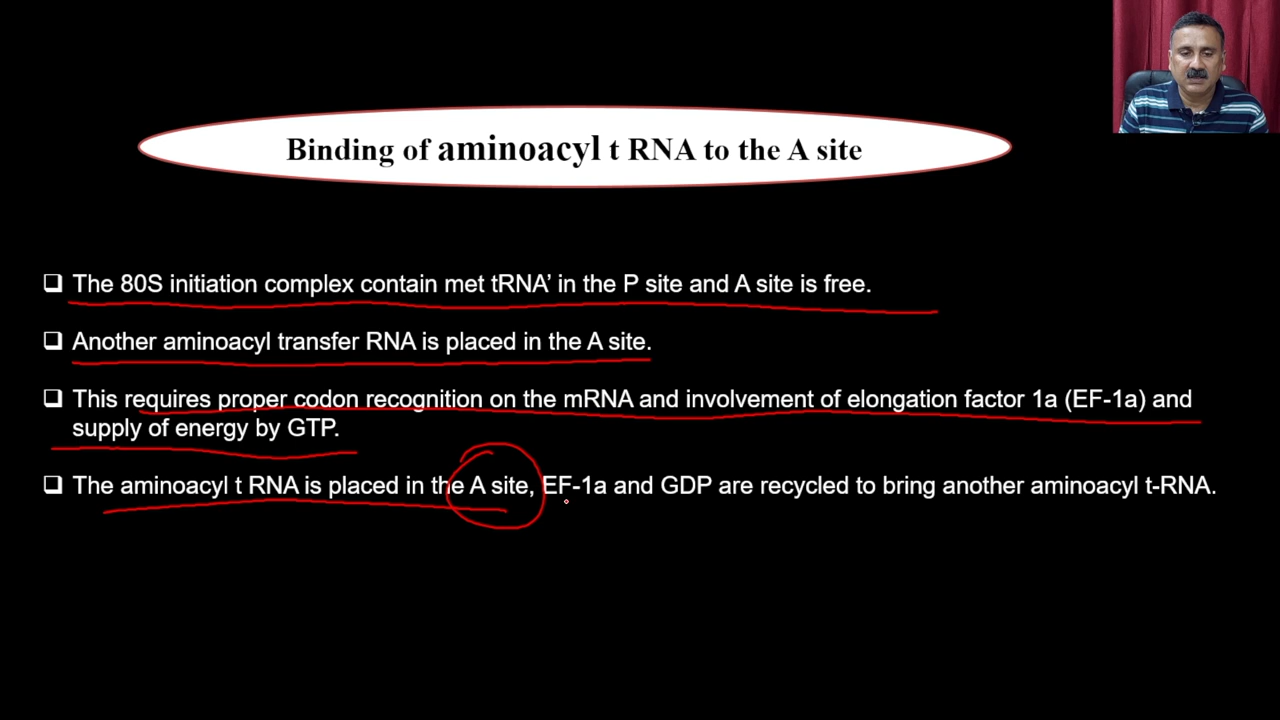 Binding of aminoacyl t RNA to the A site
The 80S initiation complex contain met tRNA’ in the P site and A site is free.
Another aminoacyl transfer RNA is placed in the A site.
This requires proper codon recognition on the mRNA and involvement of elongation factor 1a (EF-1a) and
supply of energy by GTP.
The aminoacyl t RNA is placed in the A site, EF-1a and GDP are recycled to bring another aminoacyl t-RNA.